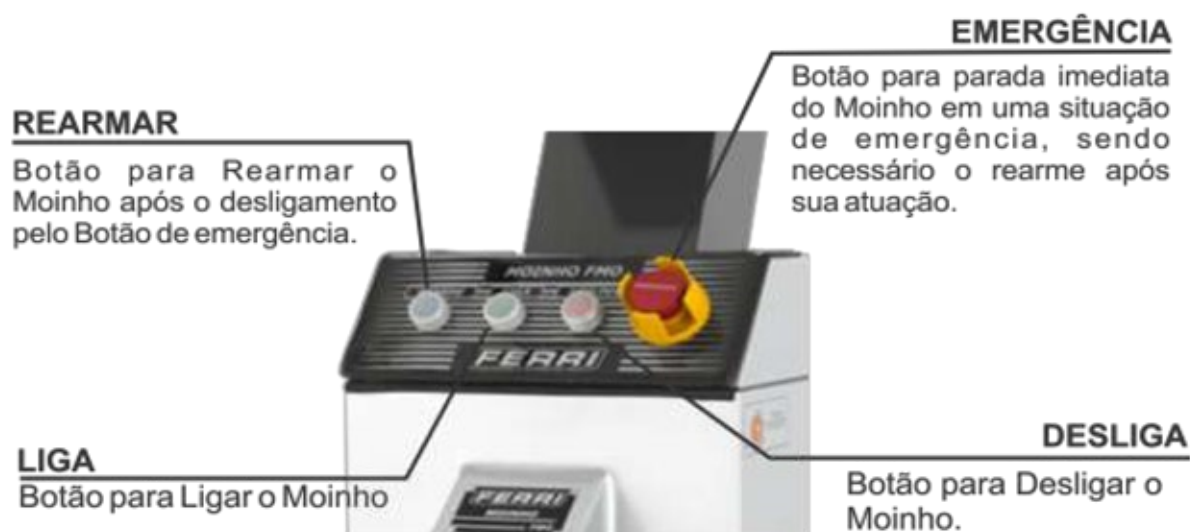 EMERGÊNCIA
Botão para parada imediata
do Moinho em uma situação
de emergência, sendo
necessário o rearme após
sua atuação.
REARMAR
Botão para Rearmar o
Moinho após o desligamento
pelo Botão de emergência.
MOINHO FMO
FERRI
LIGA
Botão para Ligar o Moinho
DESLIGA
Botão para Desligar o
Moinho.
FERRI
MOINHO